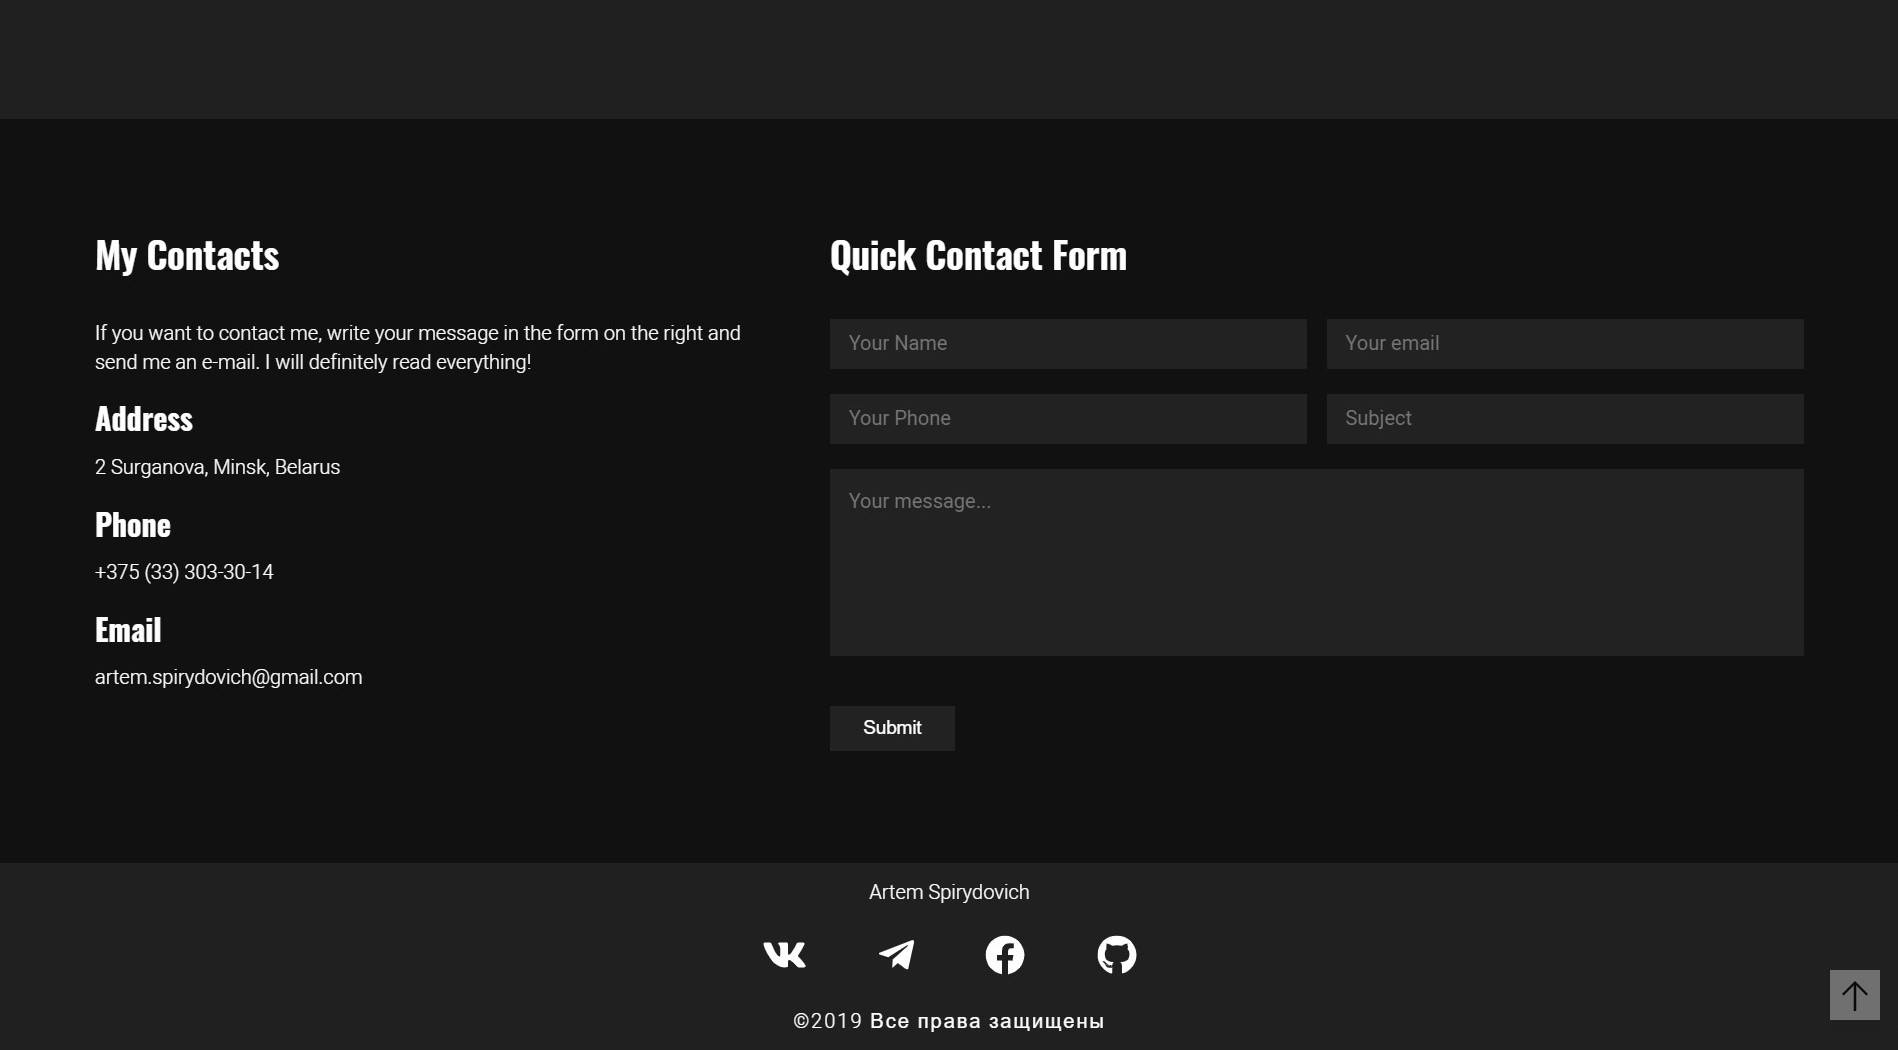 My Contacts
If you want to contact me, write your message in the form on the right and
send me an e-mail. I will definitely read everything!
Address
2 Surganova, Minsk, Belarus
Phone
+375 (33) 303-30-14
Email
artem.spirydovich@gmail.com
Quick Contact Form
Your Name
Your email
Your Phone
Subject
Your message...
Submit
Artem Spirydovich
©2019 Все права защищены